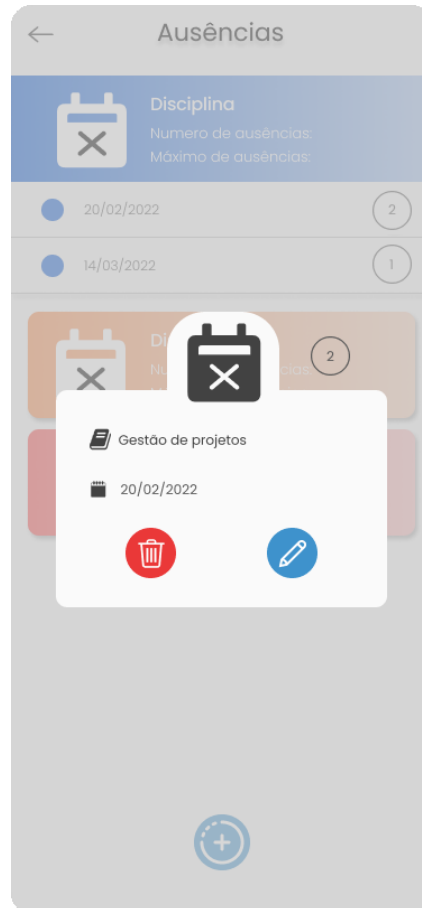 Ausências
Disciplina
Numero de ausências:
Máximo de ausências:
20/02/2022
2
14/03/2022
1
2
Gestão de projetos
20/02/2022